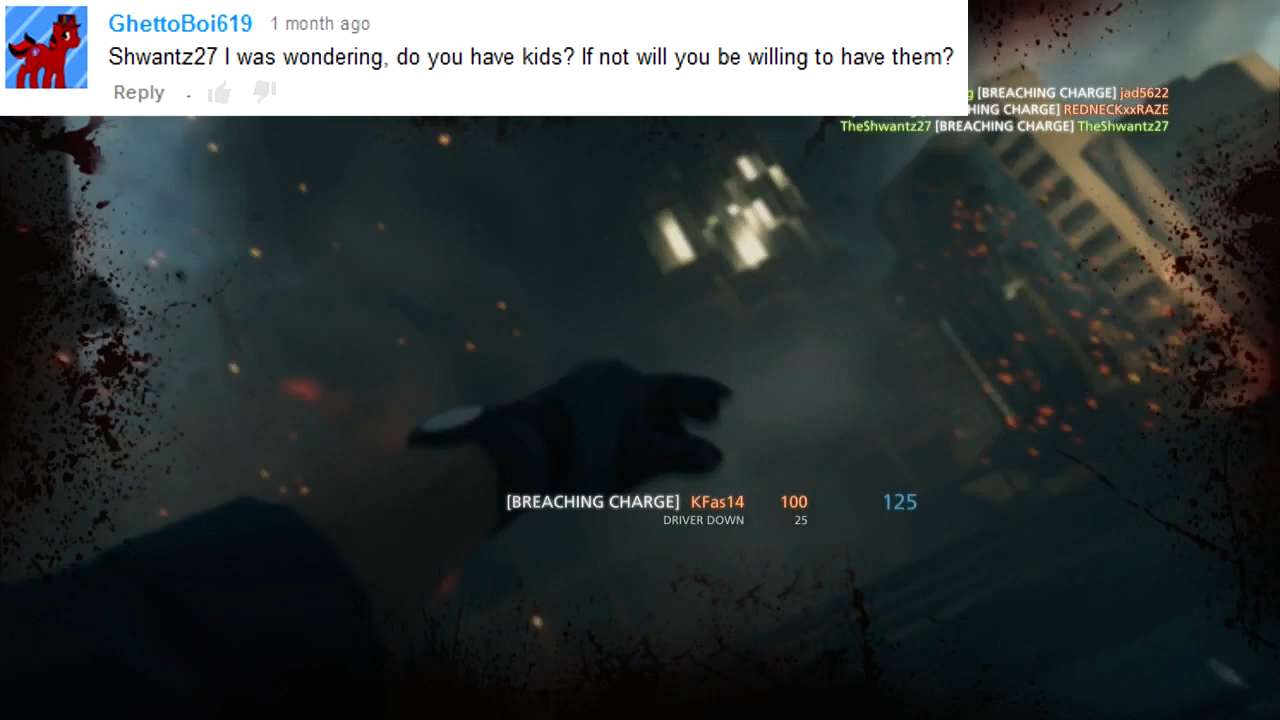 GhettoBoi619 1 month ago
Shwantz27 I was wondering, do you have kids? If not will you be willing to have them?
Reply .
[BREACHING CHARGE] jad5622
HING CHARGE] REDNECKxxRAZE
TheShwantz27 [BREACHING CHARGE] TheShwantz27
[BREACHING CHARGE] KFas14 100 125
DRIVER DOWN 25